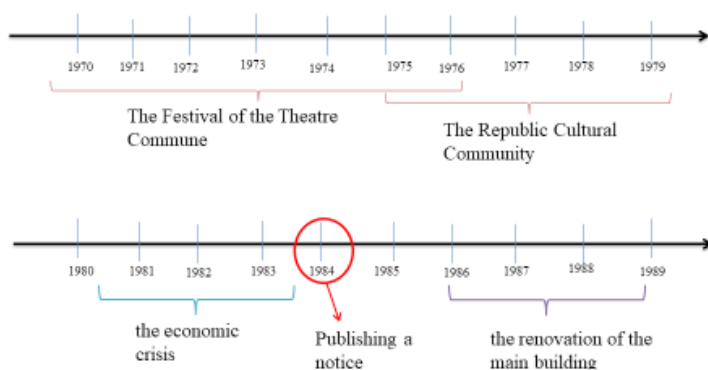 1970 1971 1972 1973 1974 1975 1976 1977 1978 1979
The Festival of the Theatre
Commune
The Republic Cultural
Community
1980 1981 1982 1983 1984 1985 1986 1987 1988 1989
the economic
crisis
Publishing a
notice
the renovation of the
main building